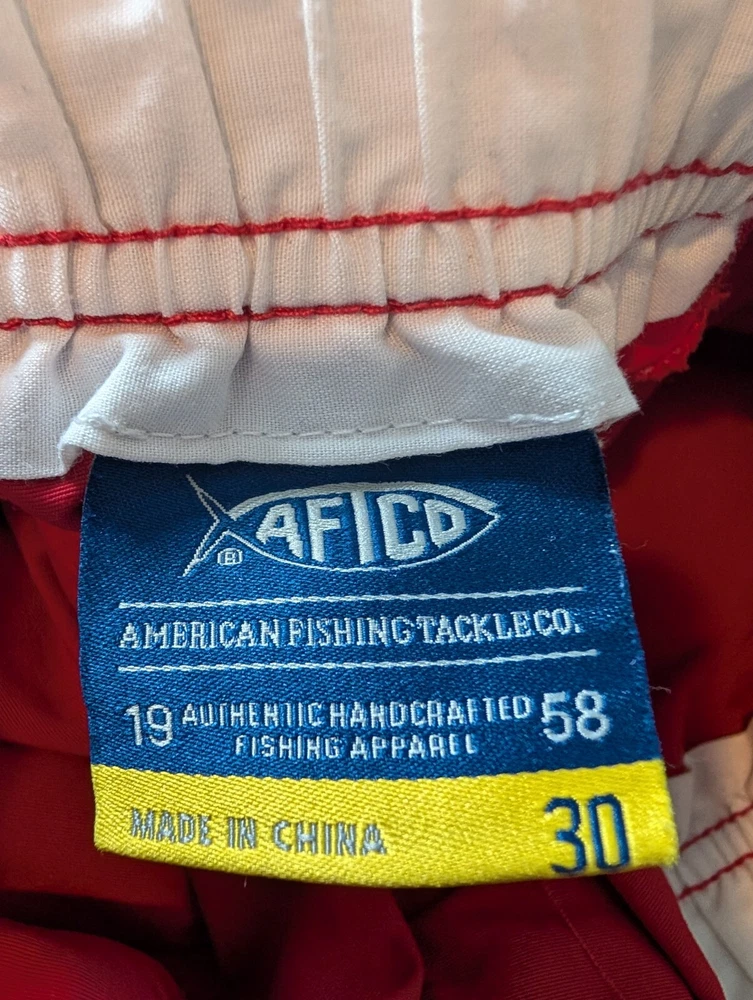 AFTCO
®
AMERICAN FISHING TACKLE CO.
19 AUTHENTIC HANDCRAFTED 58
FISHING APPAREL
MADE IN CHINA 30